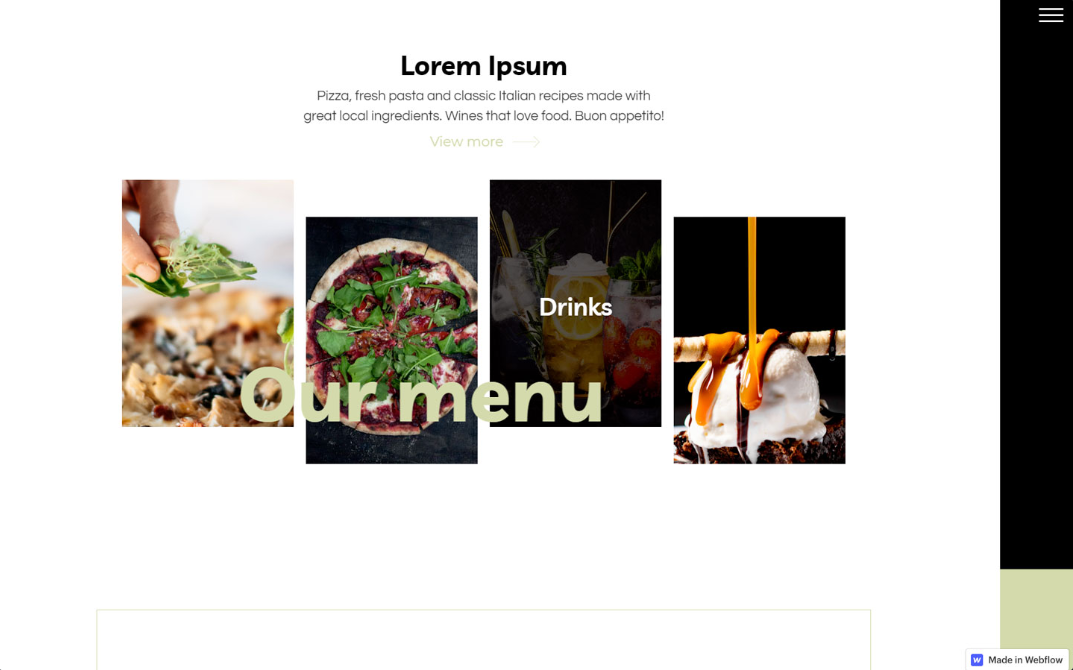 Lorem Ipsum
Pizza, fresh pasta and classic Italian recipes made with
great local ingredients. Wines that love food. Buon appetito!
View more
Drinks
Our menu
Made in Webflow